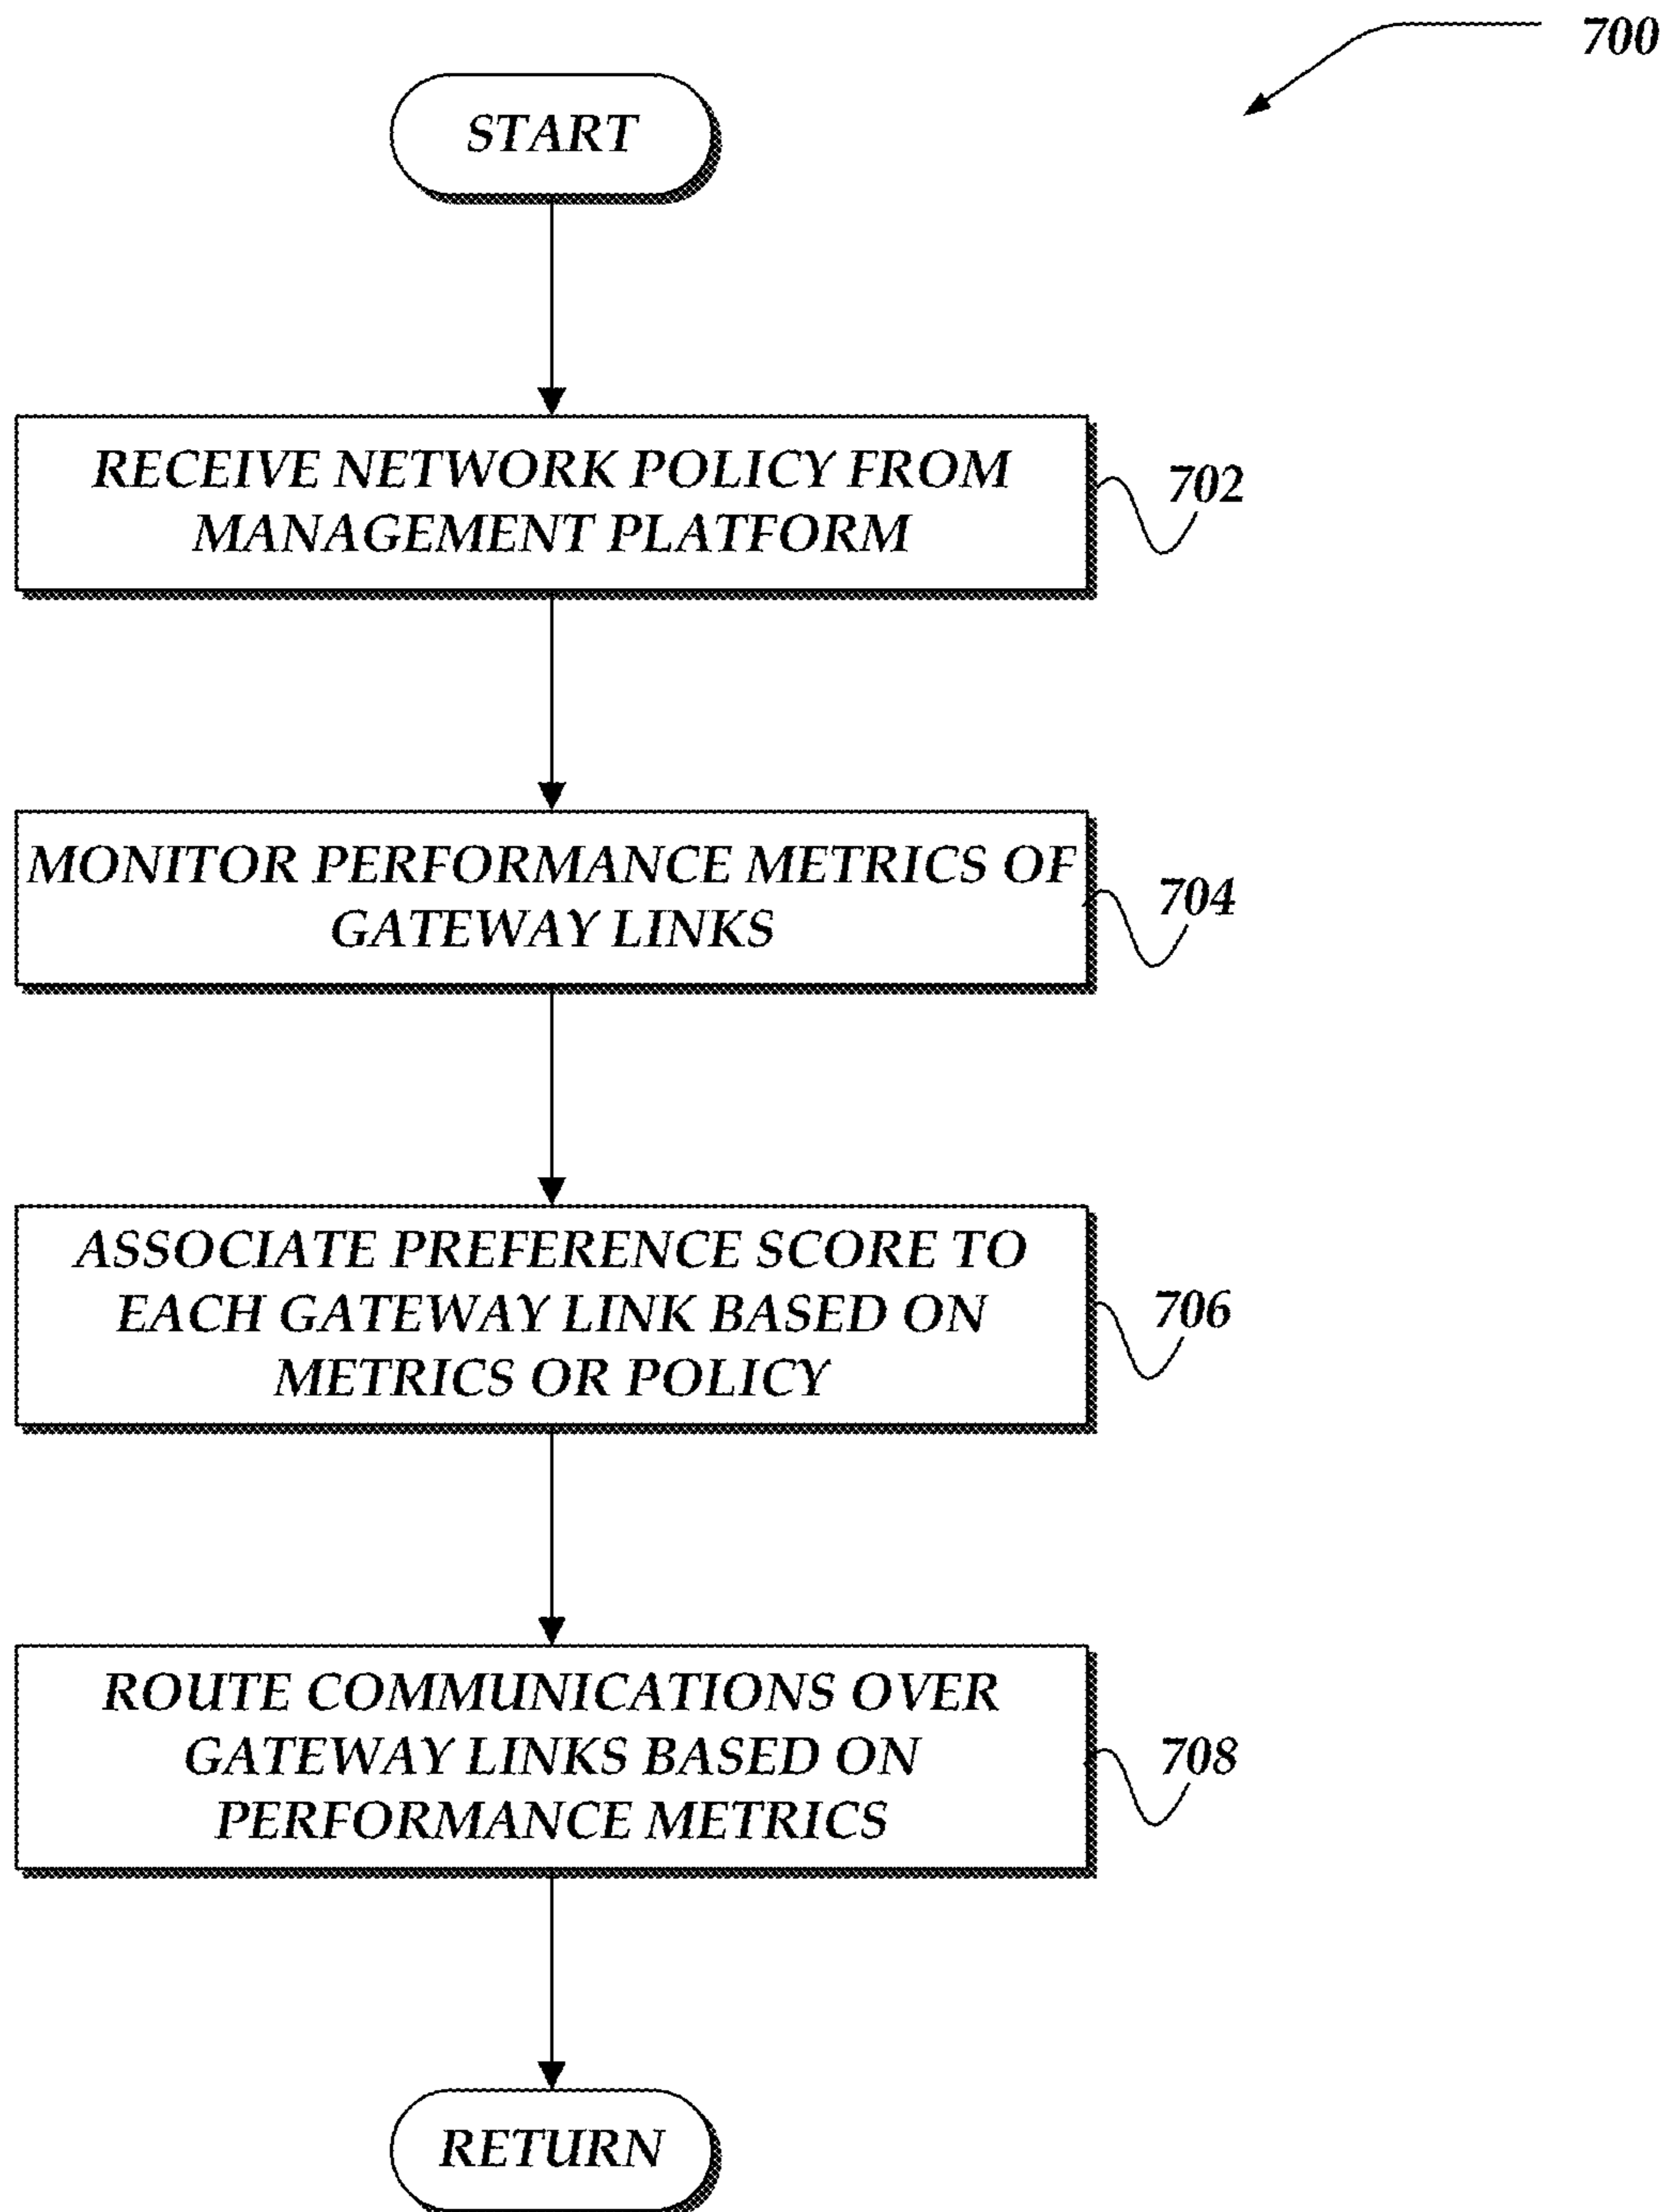 700
START
RECEIVE NETWORK POLICY FROM
MANAGEMENT PLATFORM
702
MONITOR PERFORMANCE METRICS OF
GATEWAY LINKS
704
ASSOCIATE PREFERENCE SCORE TO
EACH GATEWAY LINK BASED ON
METRICS OR POLICY
706
ROUTE COMMUNICATIONS OVER
GATEWAY LINKS BASED ON
PERFORMANCE METRICS
708
RETURN